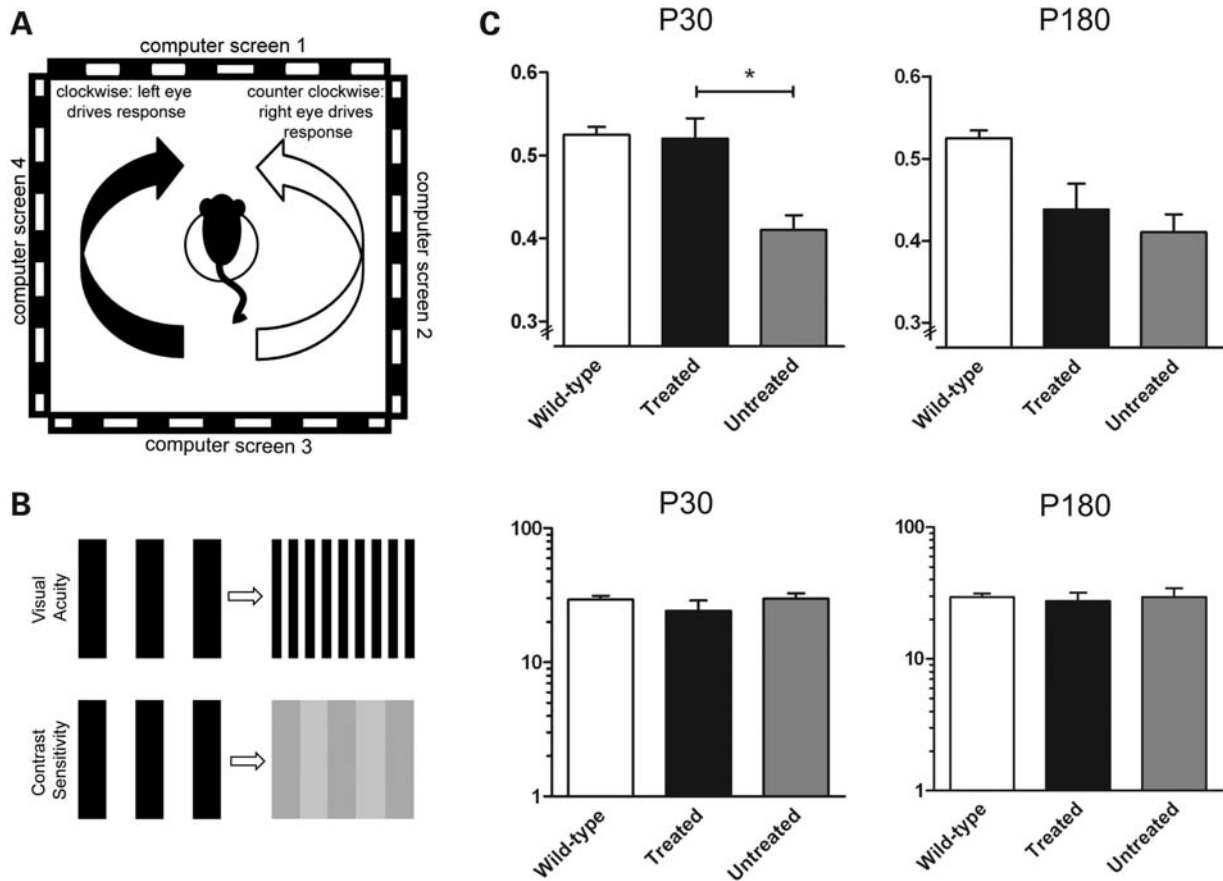 A
computer screen 1
clockwise: left eye
drives response
counter clockwise:
right eye drives
response
computer screen 4
computer screen 2
computer screen 3
B
Visual
Acuity
Contrast
Sensitivity
C
P30
0.6
0.5
0.4
0.3
*
Wild-type
Treated
Untreated
P180
0.6
0.5
0.4
0.3
Wild-type
Treated
Untreated
P30
100
10
1
Wild-type
Treated
Untreated
P180
100
10
1
Wild-type
Treated
Untreated